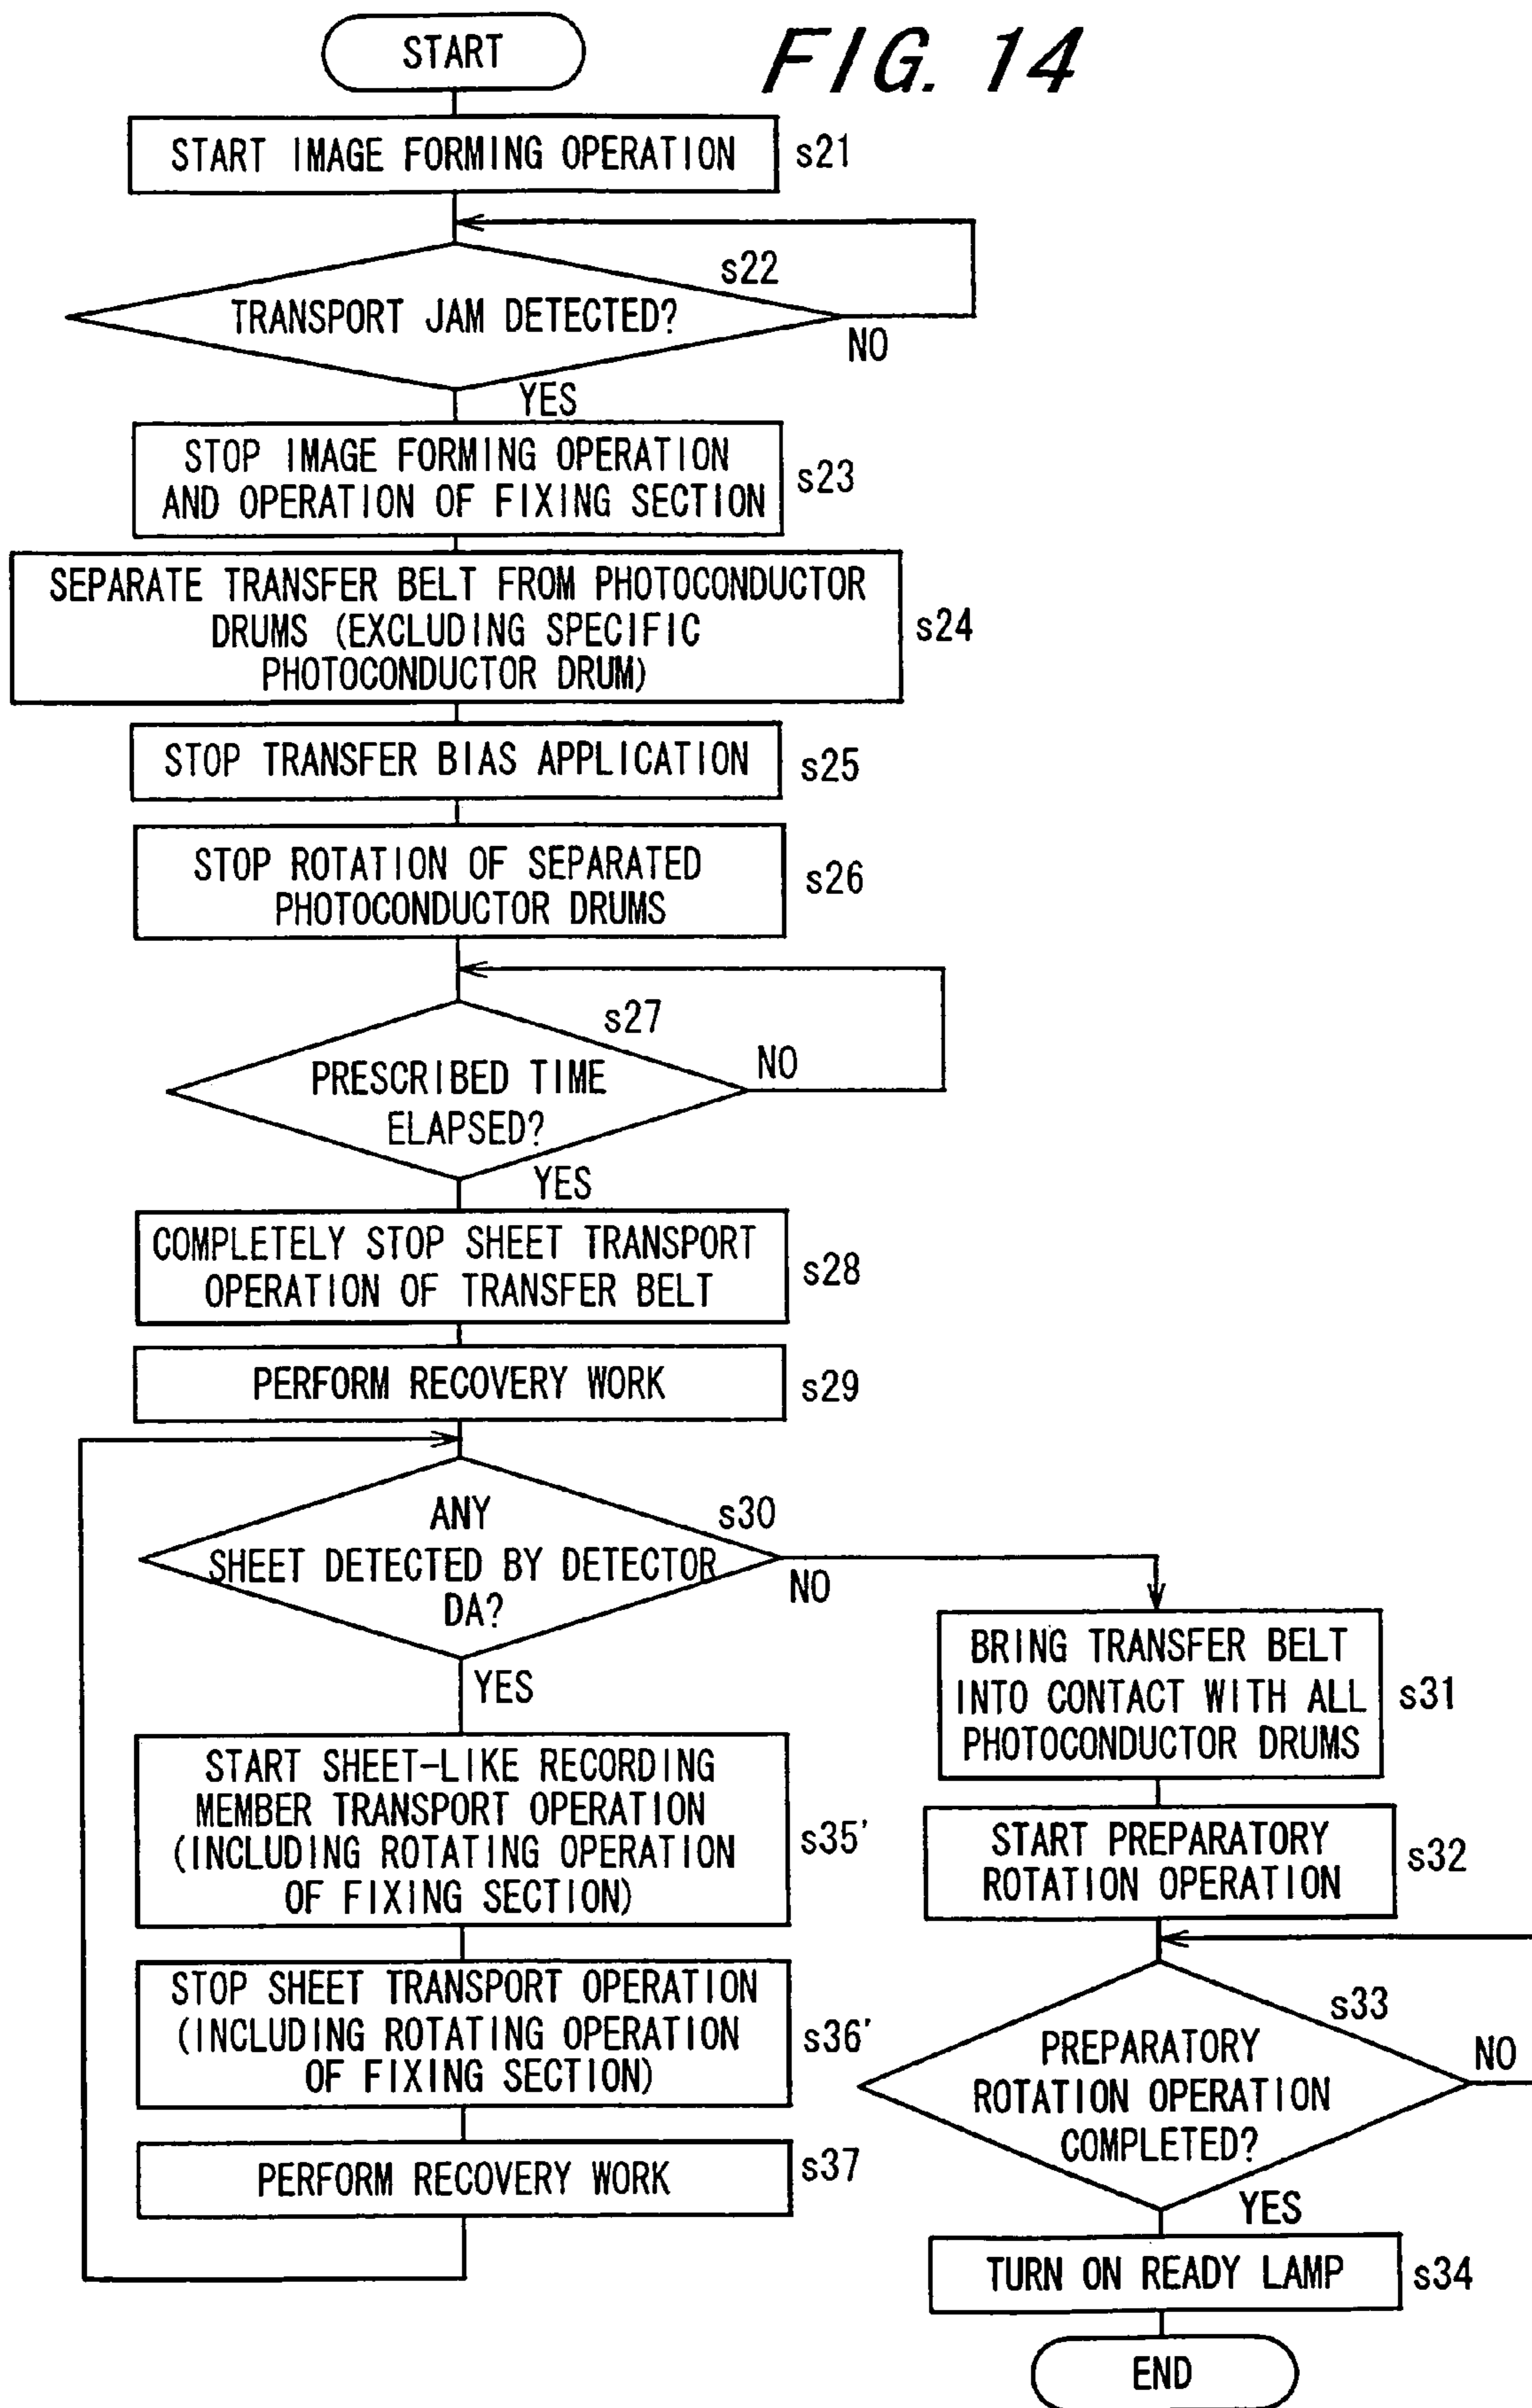 FIG. 14
START
START IMAGE FORMING OPERATION
s21
s22
TRANSPORT JAM DETECTED?
NO
YES
STOP IMAGE FORMING OPERATION
AND OPERATION OF FIXING SECTION
s23
SEPARATE TRANSFER BELT FROM PHOTOCONDUCTOR
DRUMS (EXCLUDING SPECIFIC
PHOTOCONDUCTOR DRUM)
s24
STOP TRANSFER BIAS APPLICATION
s25
STOP ROTATION OF SEPARATED
PHOTOCONDUCTOR DRUMS
s26
s27
PRESCRIBED TIME
ELAPSED?
NO
YES
COMPLETELY STOP SHEET TRANSPORT
OPERATION OF TRANSFER BELT
s28
PERFORM RECOVERY WORK
s29
s30
ANY
SHEET DETECTED BY DETECTOR
DA?
NO
YES
START SHEET-LIKE RECORDING
MEMBER TRANSPORT OPERATION
(INCLUDING ROTATING OPERATION
OF FIXING SECTION)
s35'
STOP SHEET TRANSPORT OPERATION
(INCLUDING ROTATING OPERATION
OF FIXING SECTION)
s36'
PERFORM RECOVERY WORK
s37
BRING TRANSFER BELT
INTO CONTACT WITH ALL
PHOTOCONDUCTOR DRUMS
s31
START PREPARATORY
ROTATION OPERATION
s32
s33
PREPARATORY
ROTATION OPERATION
COMPLETED?
NO
YES
TURN ON READY LAMP
s34
END